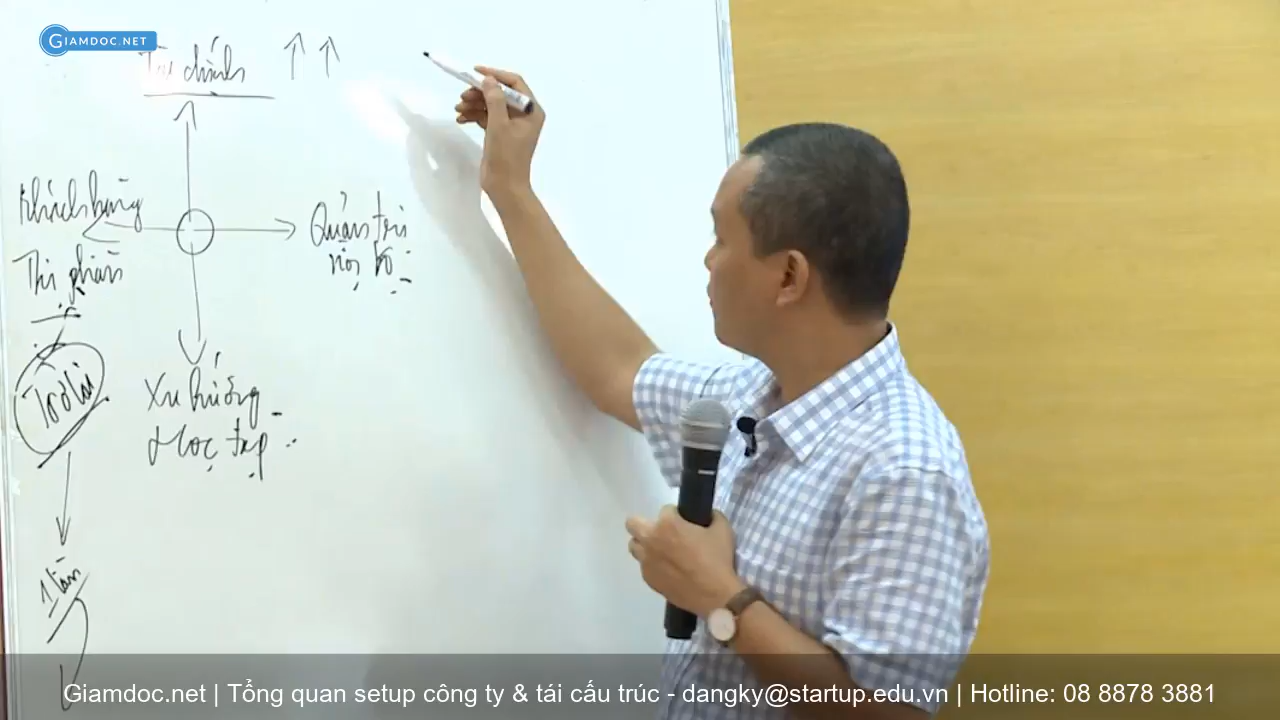 GIAMDOC.NET
Tài chính
Khách hàng
Thị phần
Quản trị
nội bộ
Trở lại
Xu hướng
học tập
1 lần
Giamdoc.net | Tổng quan setup công ty & tái cấu trúc - dangky@startup.edu.vn | Hotline: 08 8878 3881